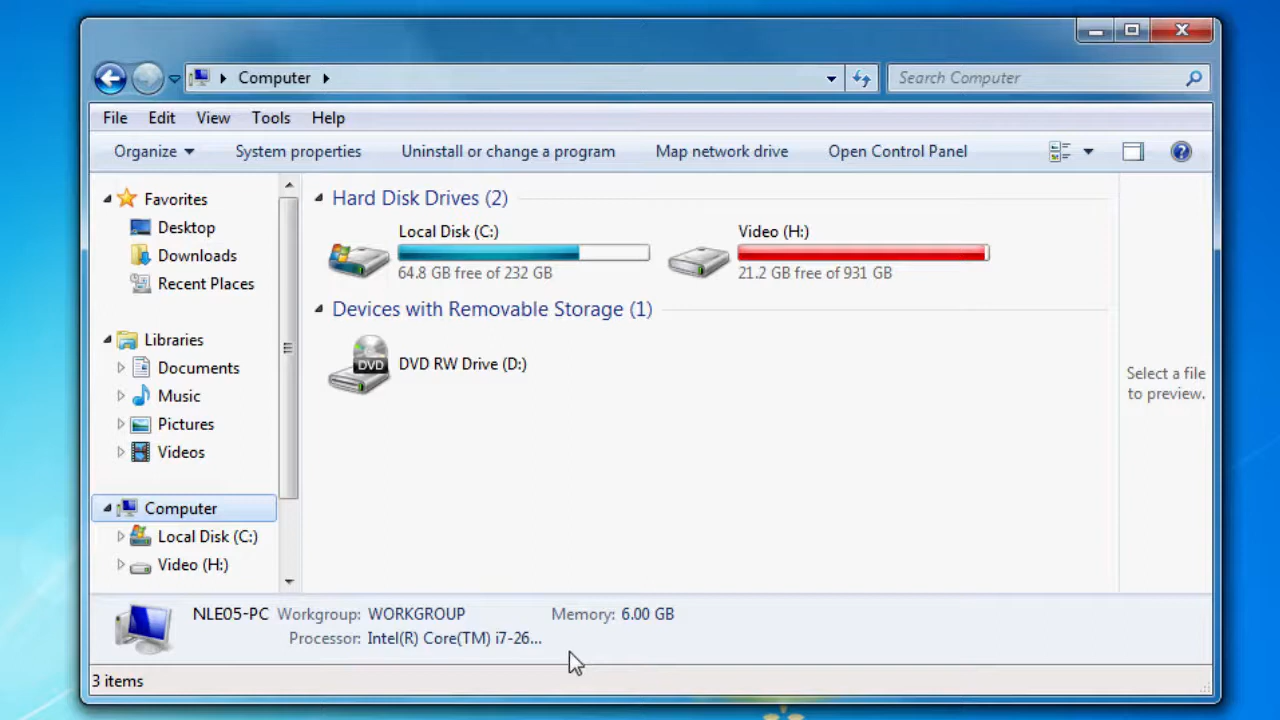 Computer
Search Computer
File Edit View Tools Help
Organize System properties Uninstall or change a program Map network drive Open Control Panel
Favorites
Desktop
Downloads
Recent Places
Libraries
Documents
Music
Pictures
Videos
Computer
Local Disk (C:)
Video (H:)
Hard Disk Drives (2)
Local Disk (C:)
64.8 GB free of 232 GB
Video (H:)
21.2 GB free of 931 GB
Devices with Removable Storage (1)
DVD
DVD RW Drive (D:)
Select a file
to preview.
NLE05-PC Workgroup: WORKGROUP Memory: 6.00 GB
Processor: Intel(R) Core(TM) i7-26...
3 items